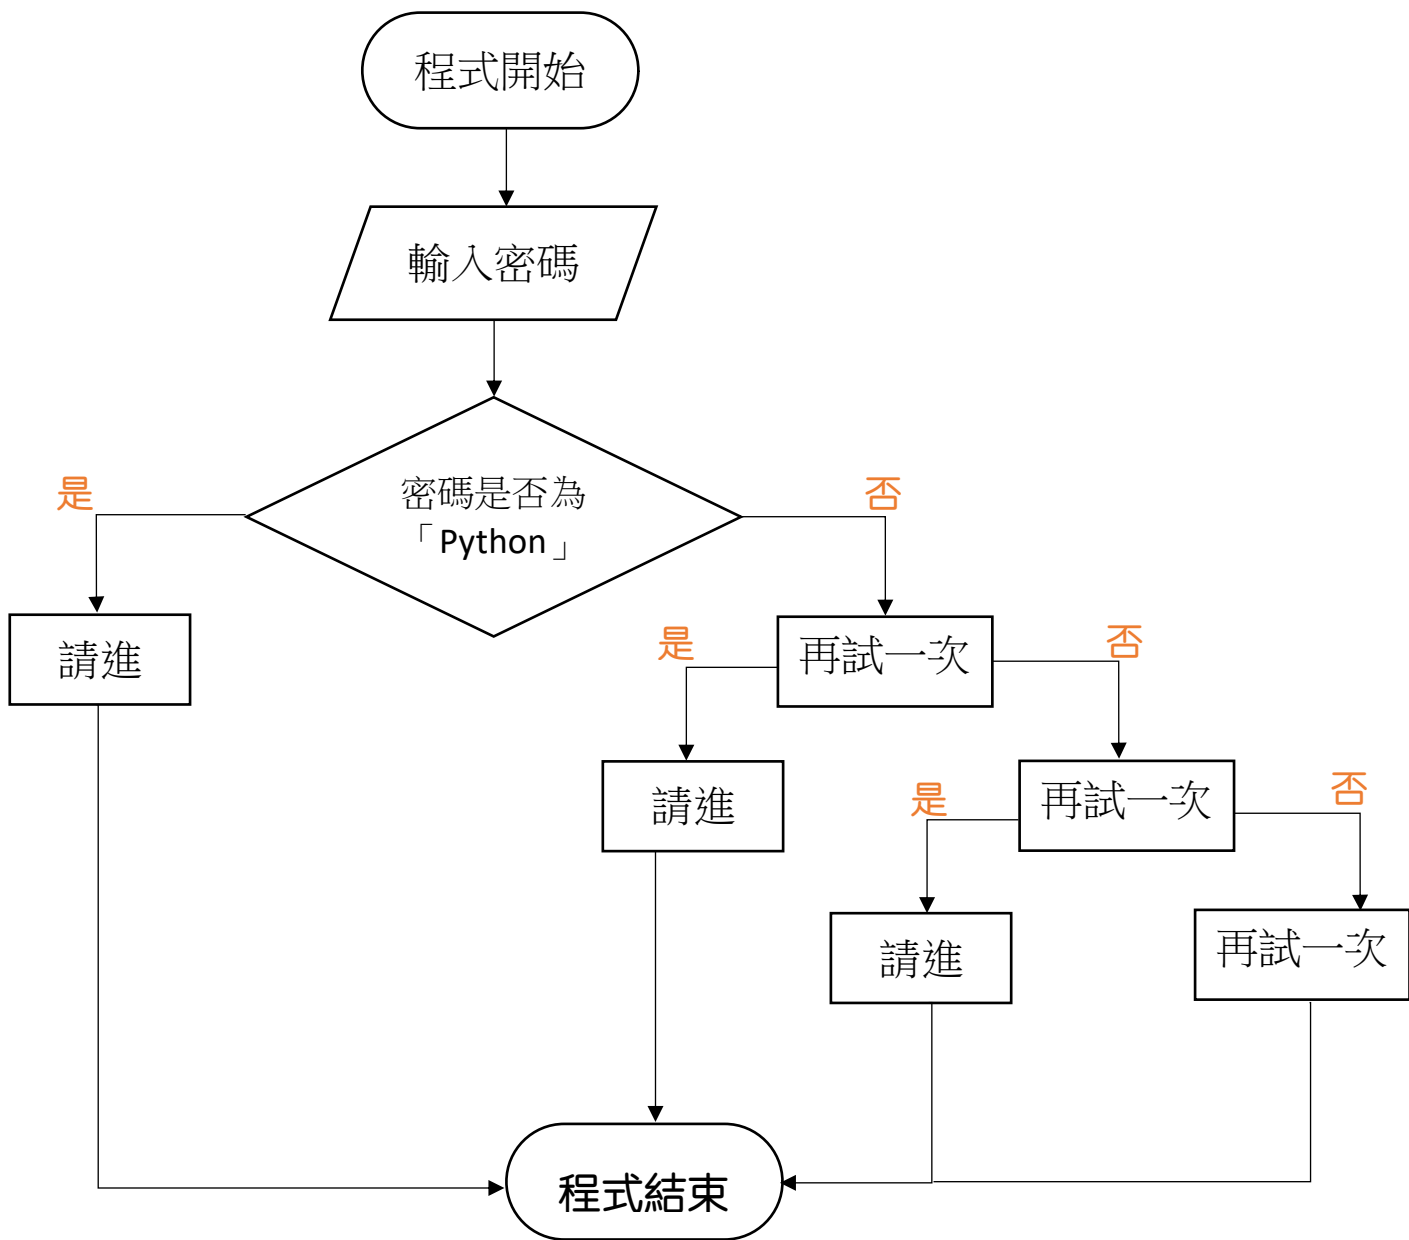 程式開始
輸入密碼
密碼是否為
「Python」
是
否
請進
再試一次
是
否
請進
再試一次
是
否
請進
再試一次
程式結束